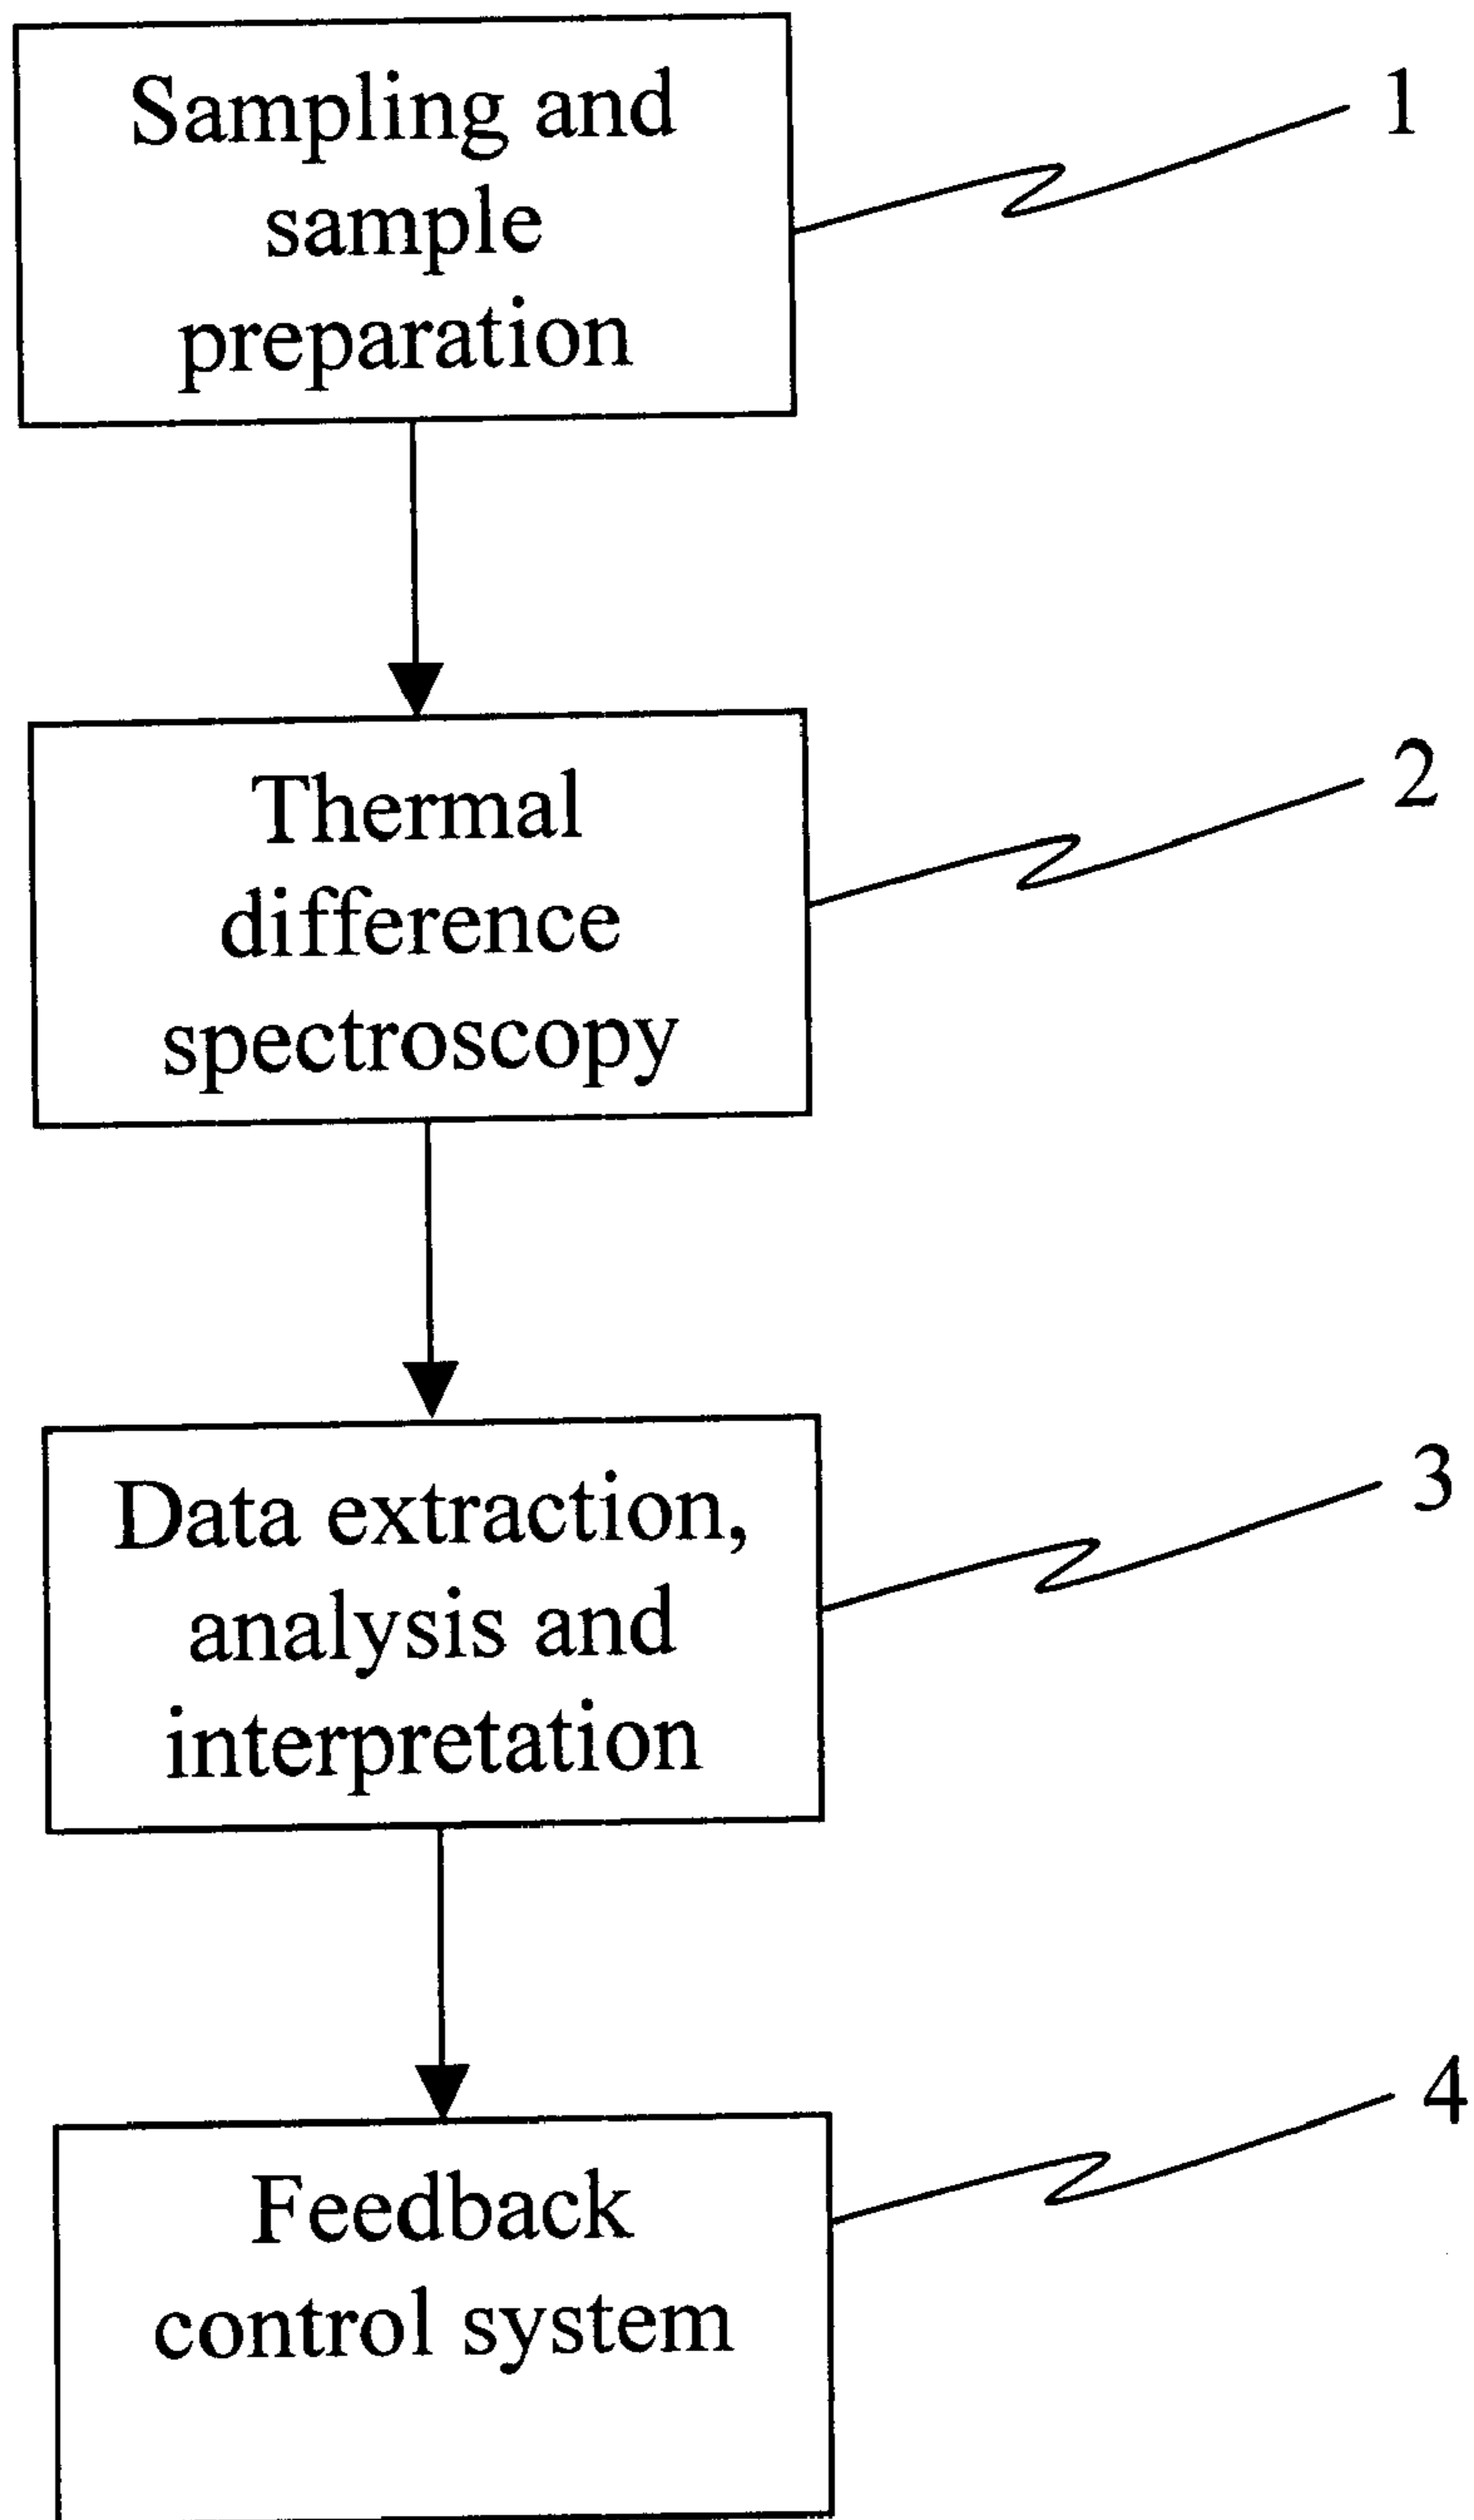 Sampling and
sample
preparation
1
Thermal
difference
spectroscopy
2
Data extraction,
analysis and
interpretation
3
Feedback
control system
4